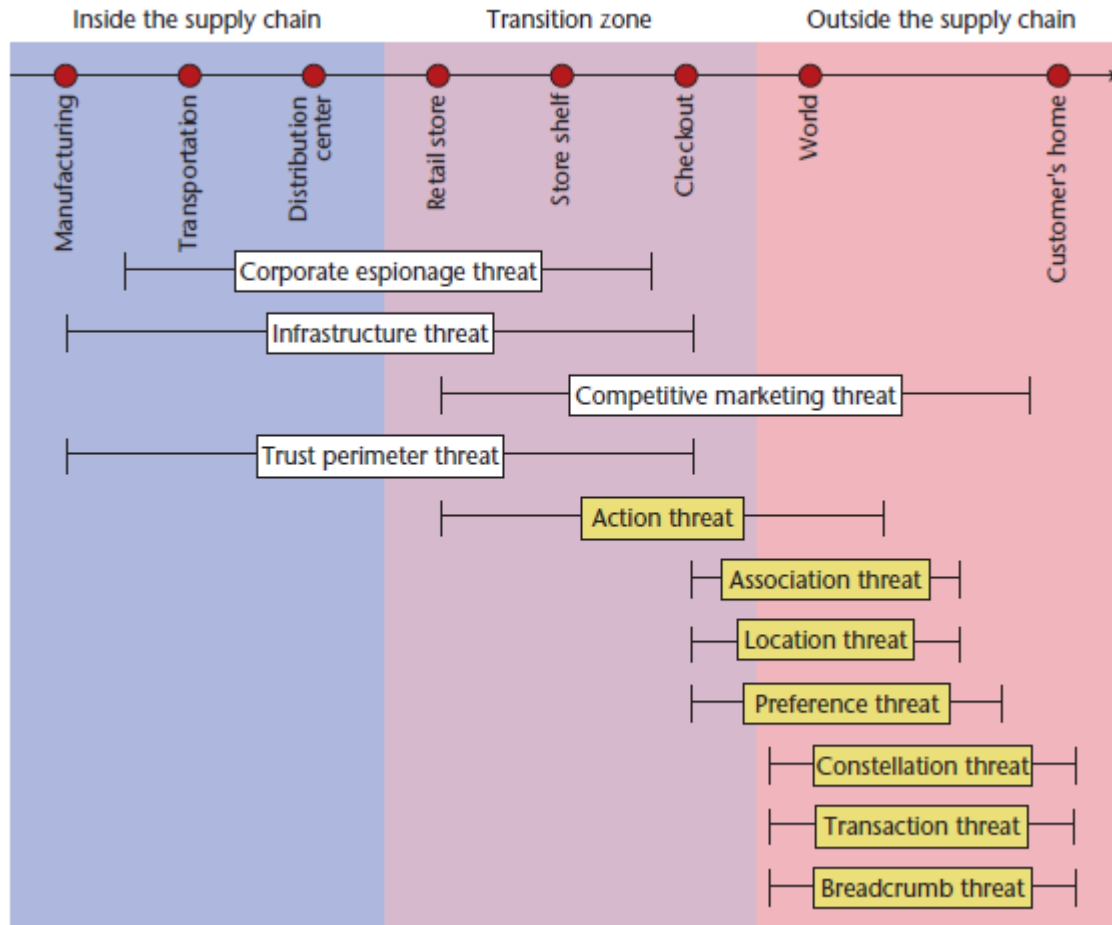 Inside the supply chain
Transition zone
Outside the supply chain
Manufacturing
Transportation
Distribution
center
Retail store
Store shelf
Checkout
World
Customer's home
Corporate espionage threat
Infrastructure threat
Competitive marketing threat
Trust perimeter threat
Action threat
Association threat
Location threat
Preference threat
Constellation threat
Transaction threat
Breadcrumb threat